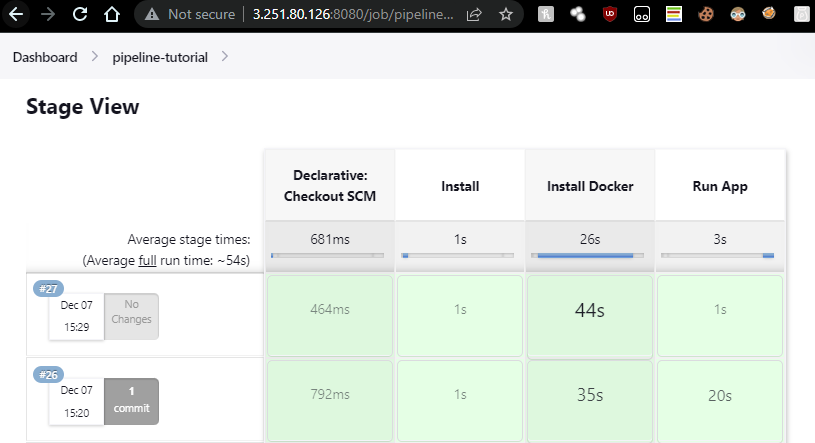 Not secure | 3.251.80.126:8080/job/pipeline...
Dashboard > pipeline-tutorial >
Stage View
Declarative: Checkout SCM
Install
Install Docker
Run App
Average stage times:
(Average full run time: ~54s)
681ms
1s
26s
3s
#27
Dec 07
15:29
No Changes
464ms
1s
44s
1s
#26
Dec 07
15:20
1 commit
792ms
1s
35s
20s